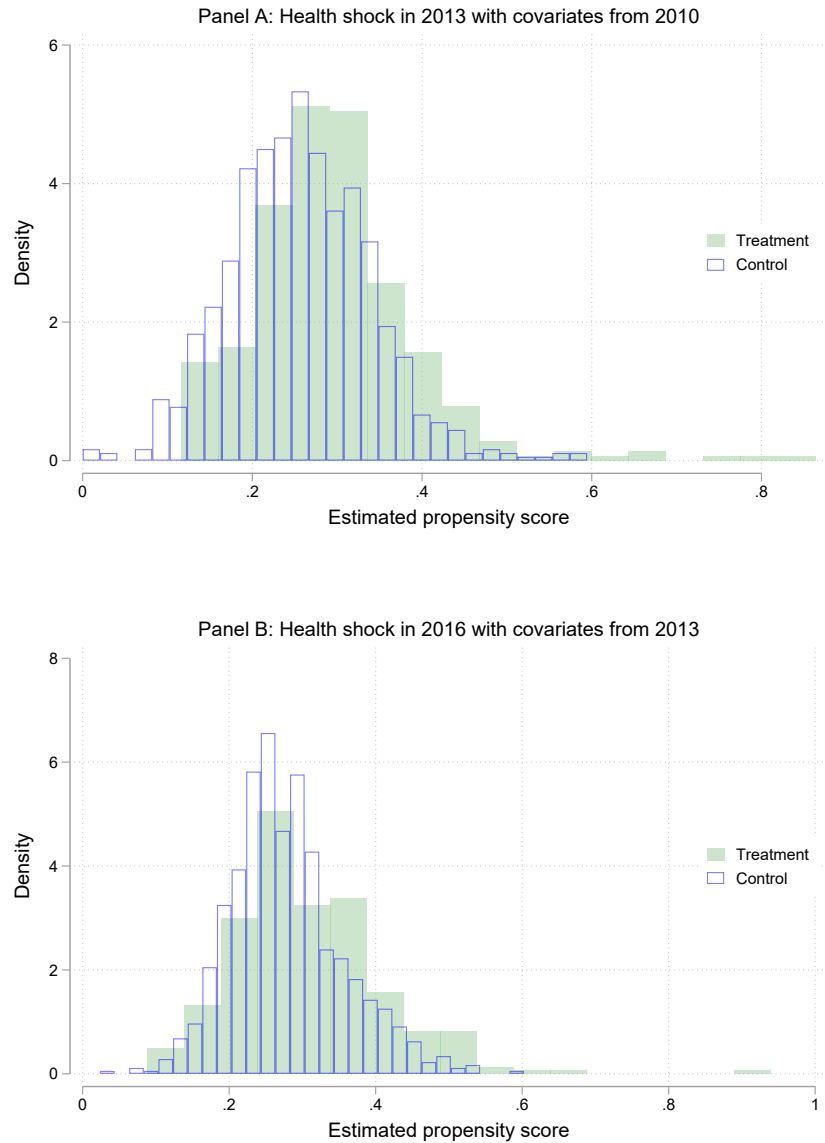 Panel A: Health shock in 2013 with covariates from 2010
6
4
2
0
Density
Treatment
Control
0 .2 .4 .6 .8
Estimated propensity score
Panel B: Health shock in 2016 with covariates from 2013
8
6
4
2
0
Density
Treatment
Control
0 .2 .4 .6 .8 1
Estimated propensity score